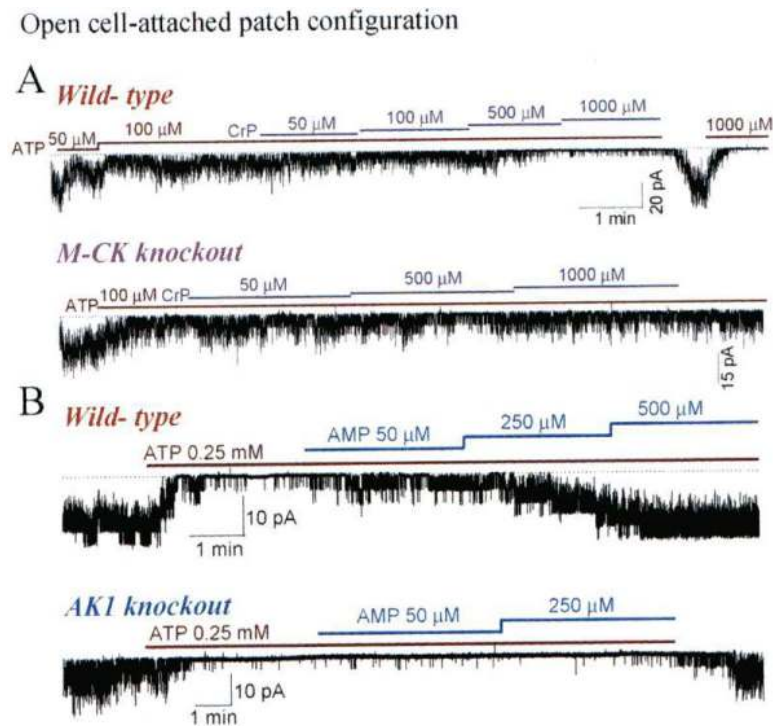 Open cell-attached patch configuration
A
Wild- type
50 μM 100 μM CrP 50 μM 100 μM 500 μM 1000 μM 1000 μM
ATP
1 min
20 pA
M-CK knockout
ATP 100 μM CrP 50 μM 500 μM 1000 μM
15 pA
B
Wild- type
ATP 0.25 mM AMP 50 μM 250 μM 500 μM
10 pA
1 min
AK1 knockout
ATP 0.25 mM AMP 50 μM 250 μM
10 pA
1 min